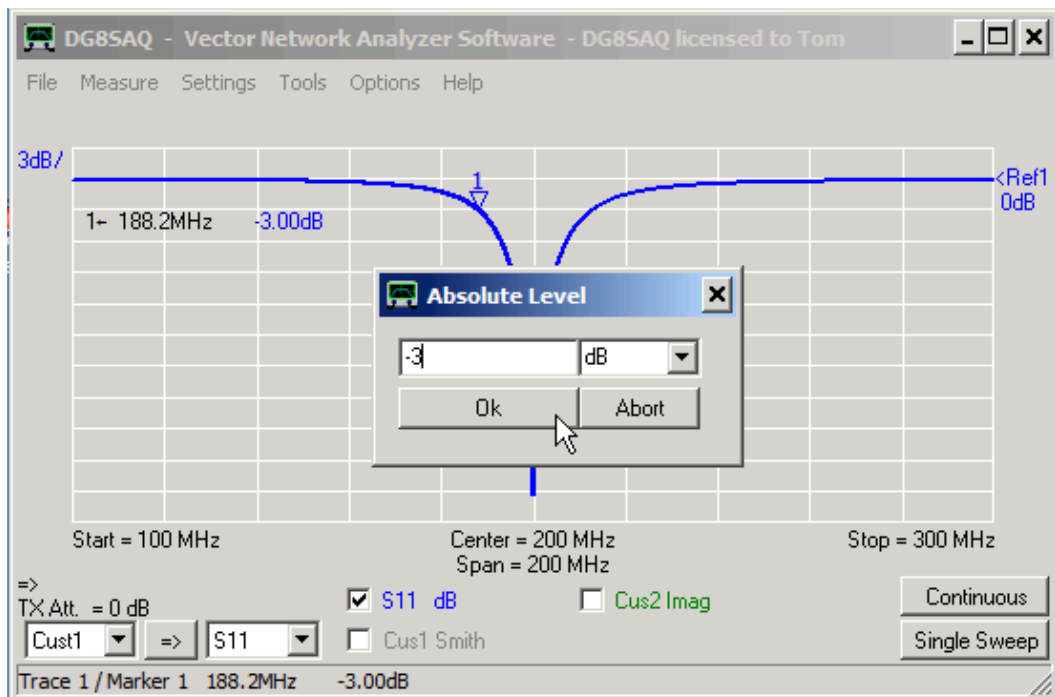 DG8SAQ - Vector Network Analyzer Software - DG8SAQ licensed to Tom
File Measure Settings Tools Options Help
3dB/
1
<Ref1
0dB
1← 188.2MHz -3.00dB
Absolute Level
-3 dB
Ok Abort
Start = 100 MHz Center = 200 MHz Stop = 300 MHz
Span = 200 MHz
=>
TX Att. = 0 dB
S11 dB Cus2 Imag Continuous
Cust1 => S11 Cus1 Smith Single Sweep
Trace 1 / Marker 1 188.2MHz -3.00dB